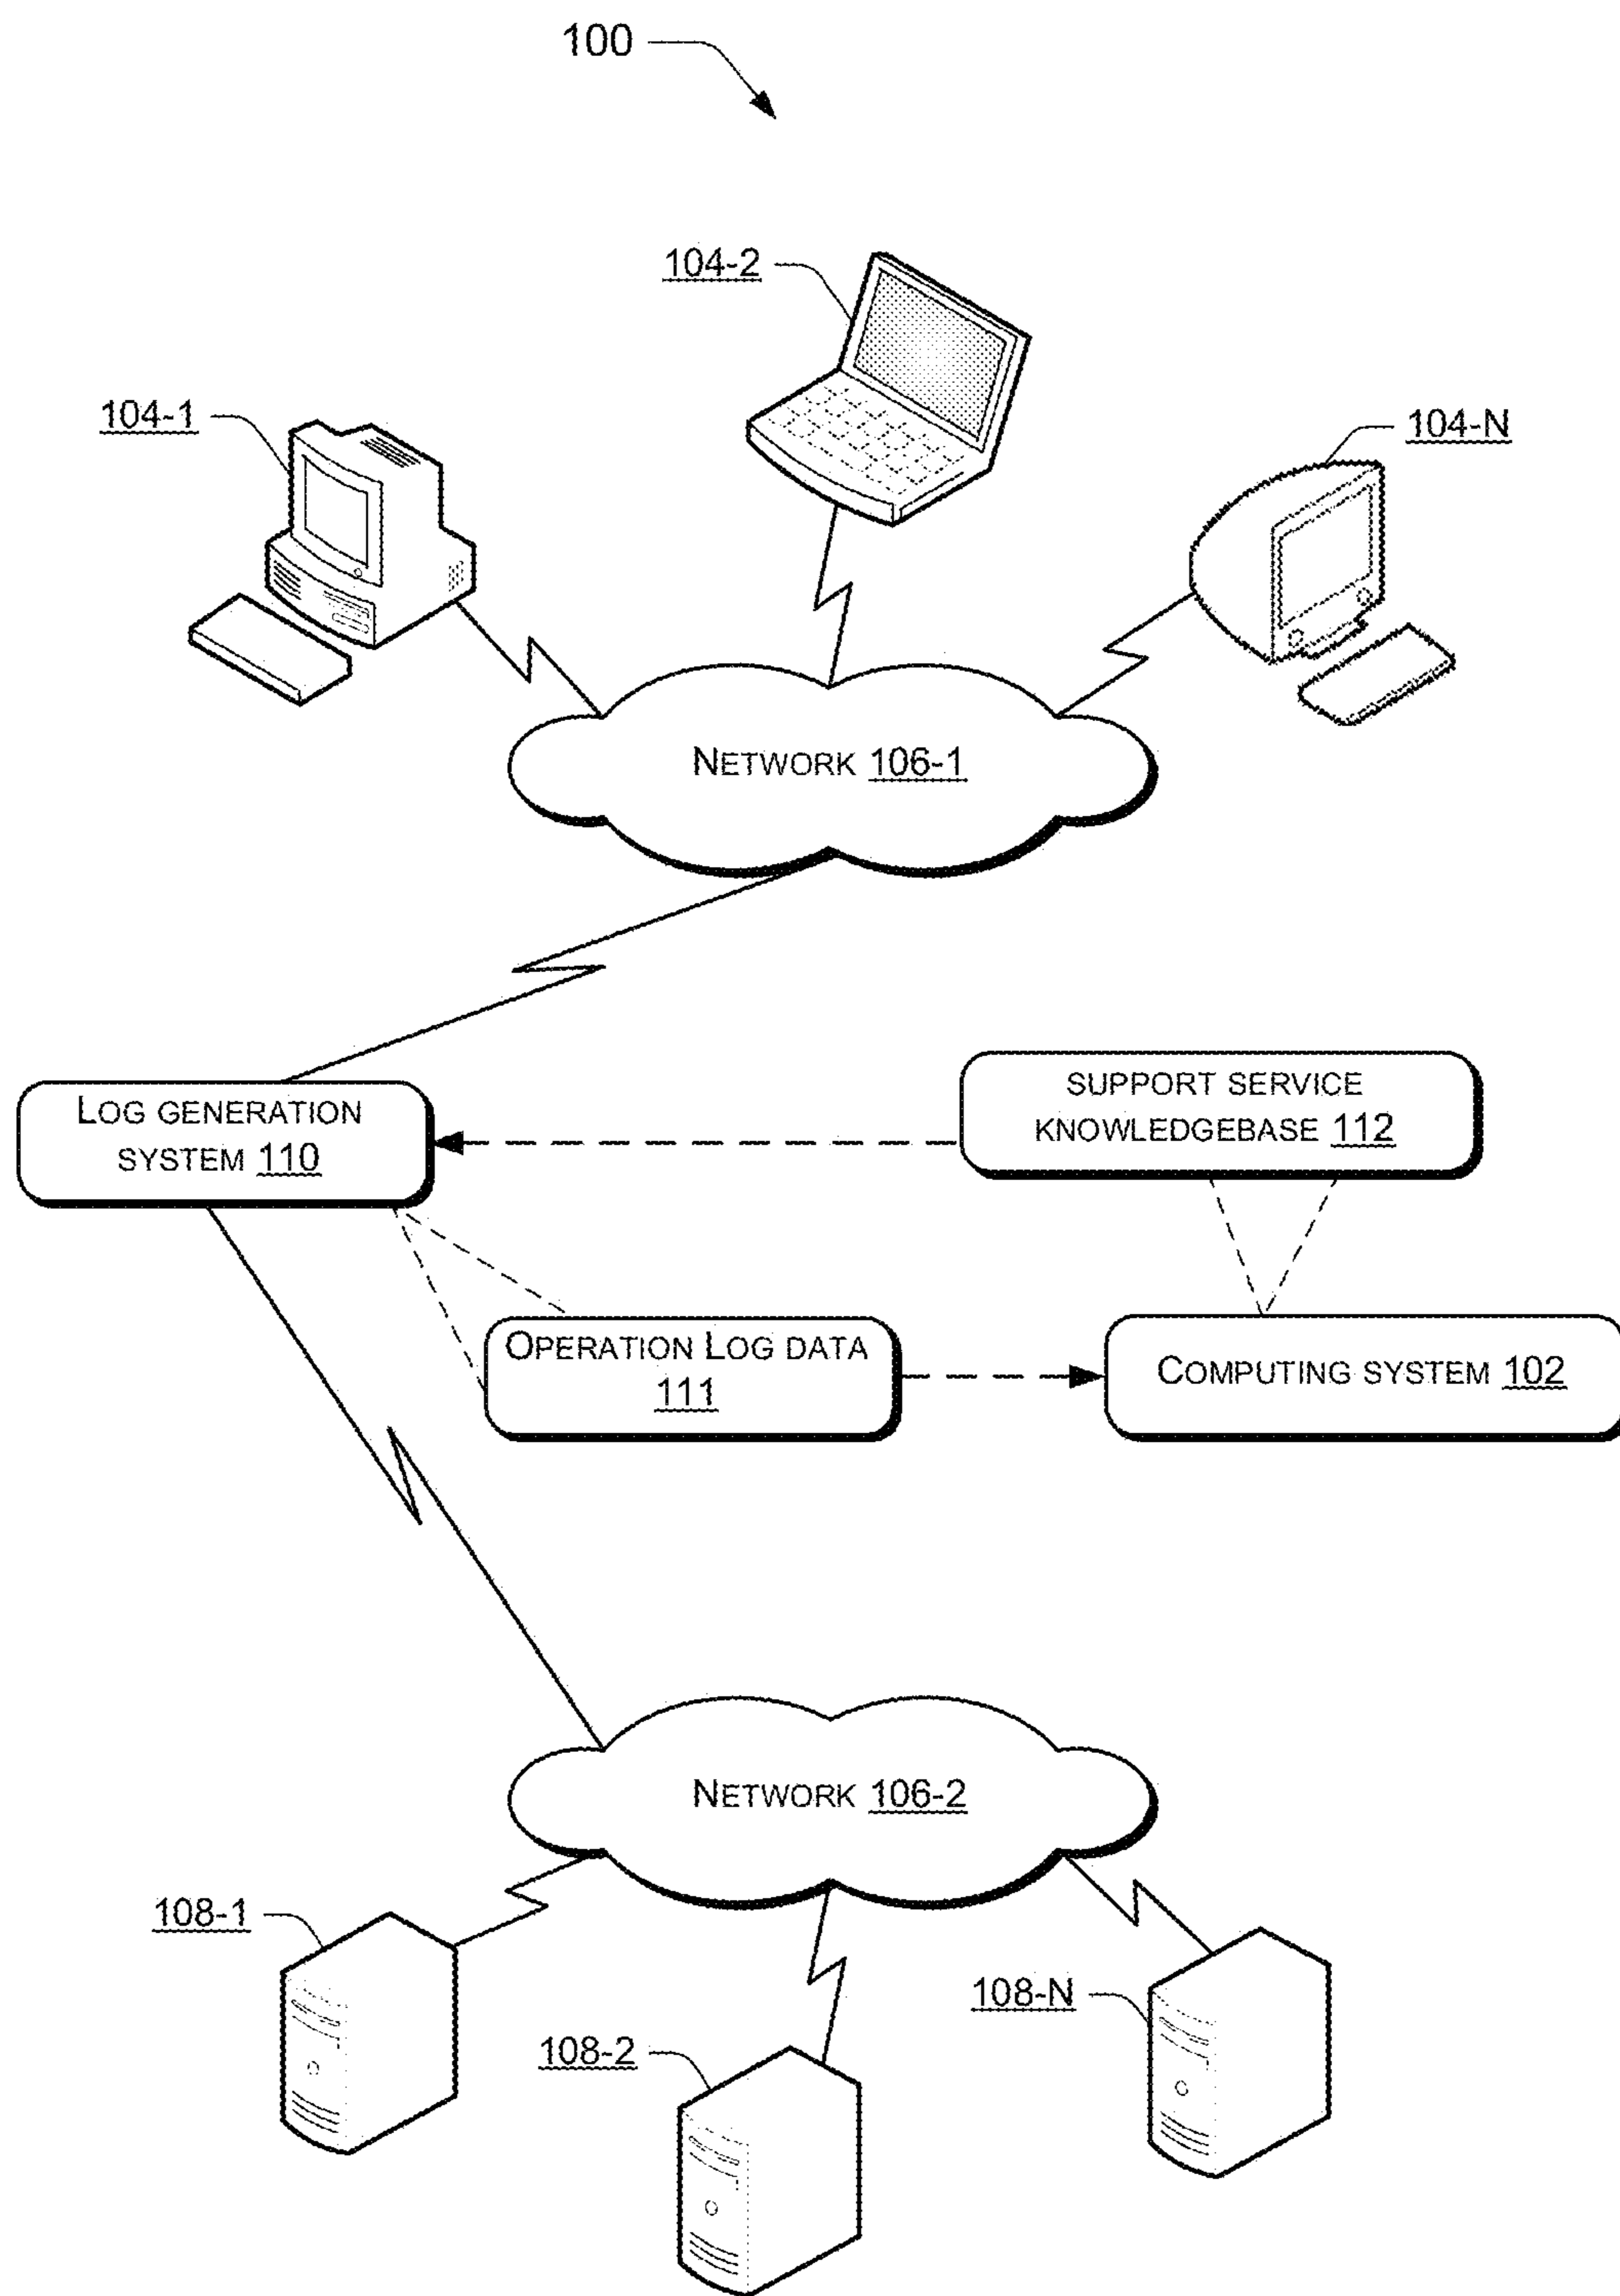 100
104-2
104-1
104-N
NETWORK 106-1
SUPPORT SERVICE
KNOWLEDGEBASE 112
LOG GENERATION
SYSTEM 110
OPERATION LOG DATA
111
COMPUTING SYSTEM 102
NETWORK 106-2
108-1
108-N
108-2